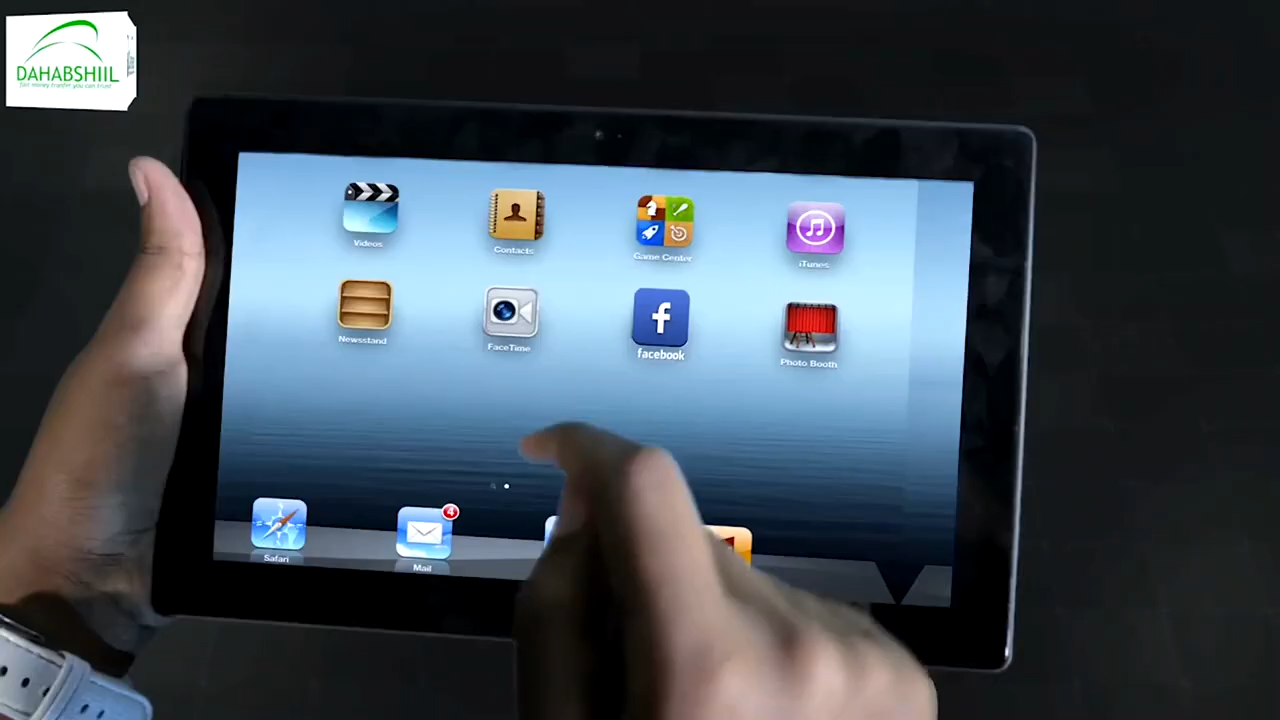 DAHABSHIIL
Videos
Contacts
Game Center
iTunes
Newsstand
FaceTime
facebook
Photo Booth
4
Safari
Mail